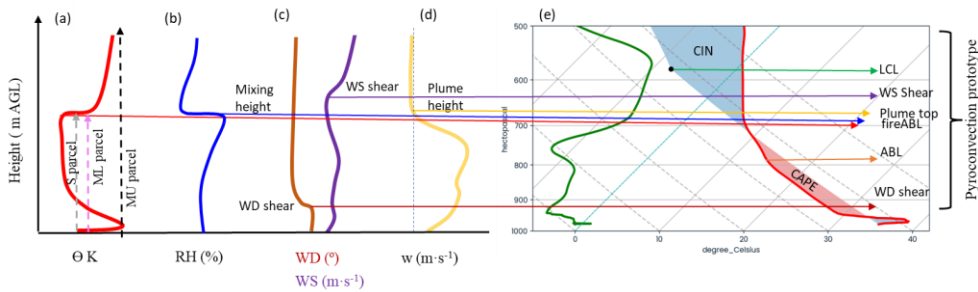 (a)
(b)
(c)
(d)
(e)
Height ( m AGL)
S parcel
ML parcel
MU parcel
Mixing
height
WS shear
Plume
height
WD shear
Ɵ K
RH (%)
WD (º)
WS (m·s⁻¹)
w (m·s⁻¹)
500
600
700
800
900
1000
hectopascal
0
10
20
30
40
degree_Celsius
CIN
CAPE
LCL
WS Shear
Plume top
fireABL
ABL
WD shear
Pyroconvection prototype